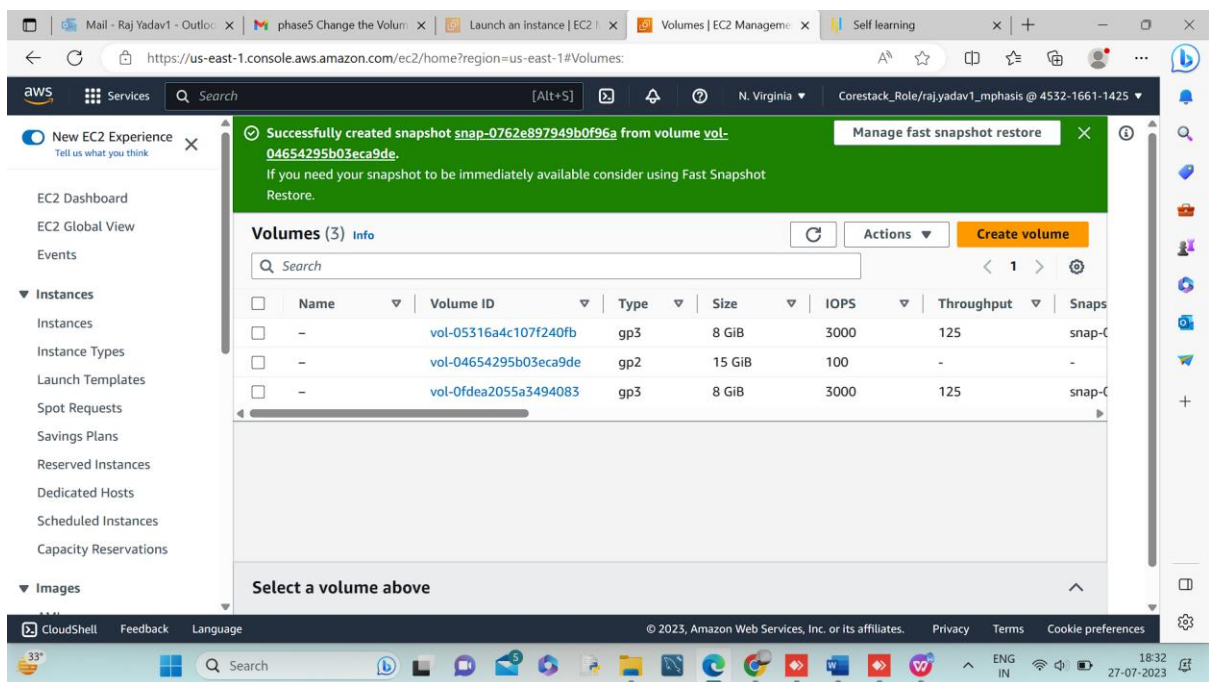 Mail - Raj Yadav1 - Outloo
phase5 Change the Volum
Launch an instance | EC2 M
Volumes | EC2 Manageme
Self learning
https://us-east-1.console.aws.amazon.com/ec2/home?region=us-east-1#Volumes:
aws
Services
Search
[Alt+S]
N. Virginia
Corestack_Role/raj.yadav1_mphasis @ 4532-1661-1425
New EC2 Experience
Tell us what you think
EC2 Dashboard
EC2 Global View
Events
Instances
Instances
Instance Types
Launch Templates
Spot Requests
Savings Plans
Reserved Instances
Dedicated Hosts
Scheduled Instances
Capacity Reservations
Images
Successfully created snapshot snap-0762e897949b0f96a from volume vol-
04654295b03eca9de.
If you need your snapshot to be immediately available consider using Fast Snapshot
Restore.
Manage fast snapshot restore
Volumes (3) Info
Actions
Create volume
Search
1
Name Volume ID Type Size IOPS Throughput Snaps
– vol-05316a4c107f240fb gp3 8 GiB 3000 125 snap-0
– vol-04654295b03eca9de gp2 15 GiB 100 - -
– vol-0fdea2055a3494083 gp3 8 GiB 3000 125 snap-0
Select a volume above
CloudShell Feedback Language
© 2023, Amazon Web Services, Inc. or its affiliates. Privacy Terms Cookie preferences
33°
Search
5
ENG
IN
18:32
27-07-2023